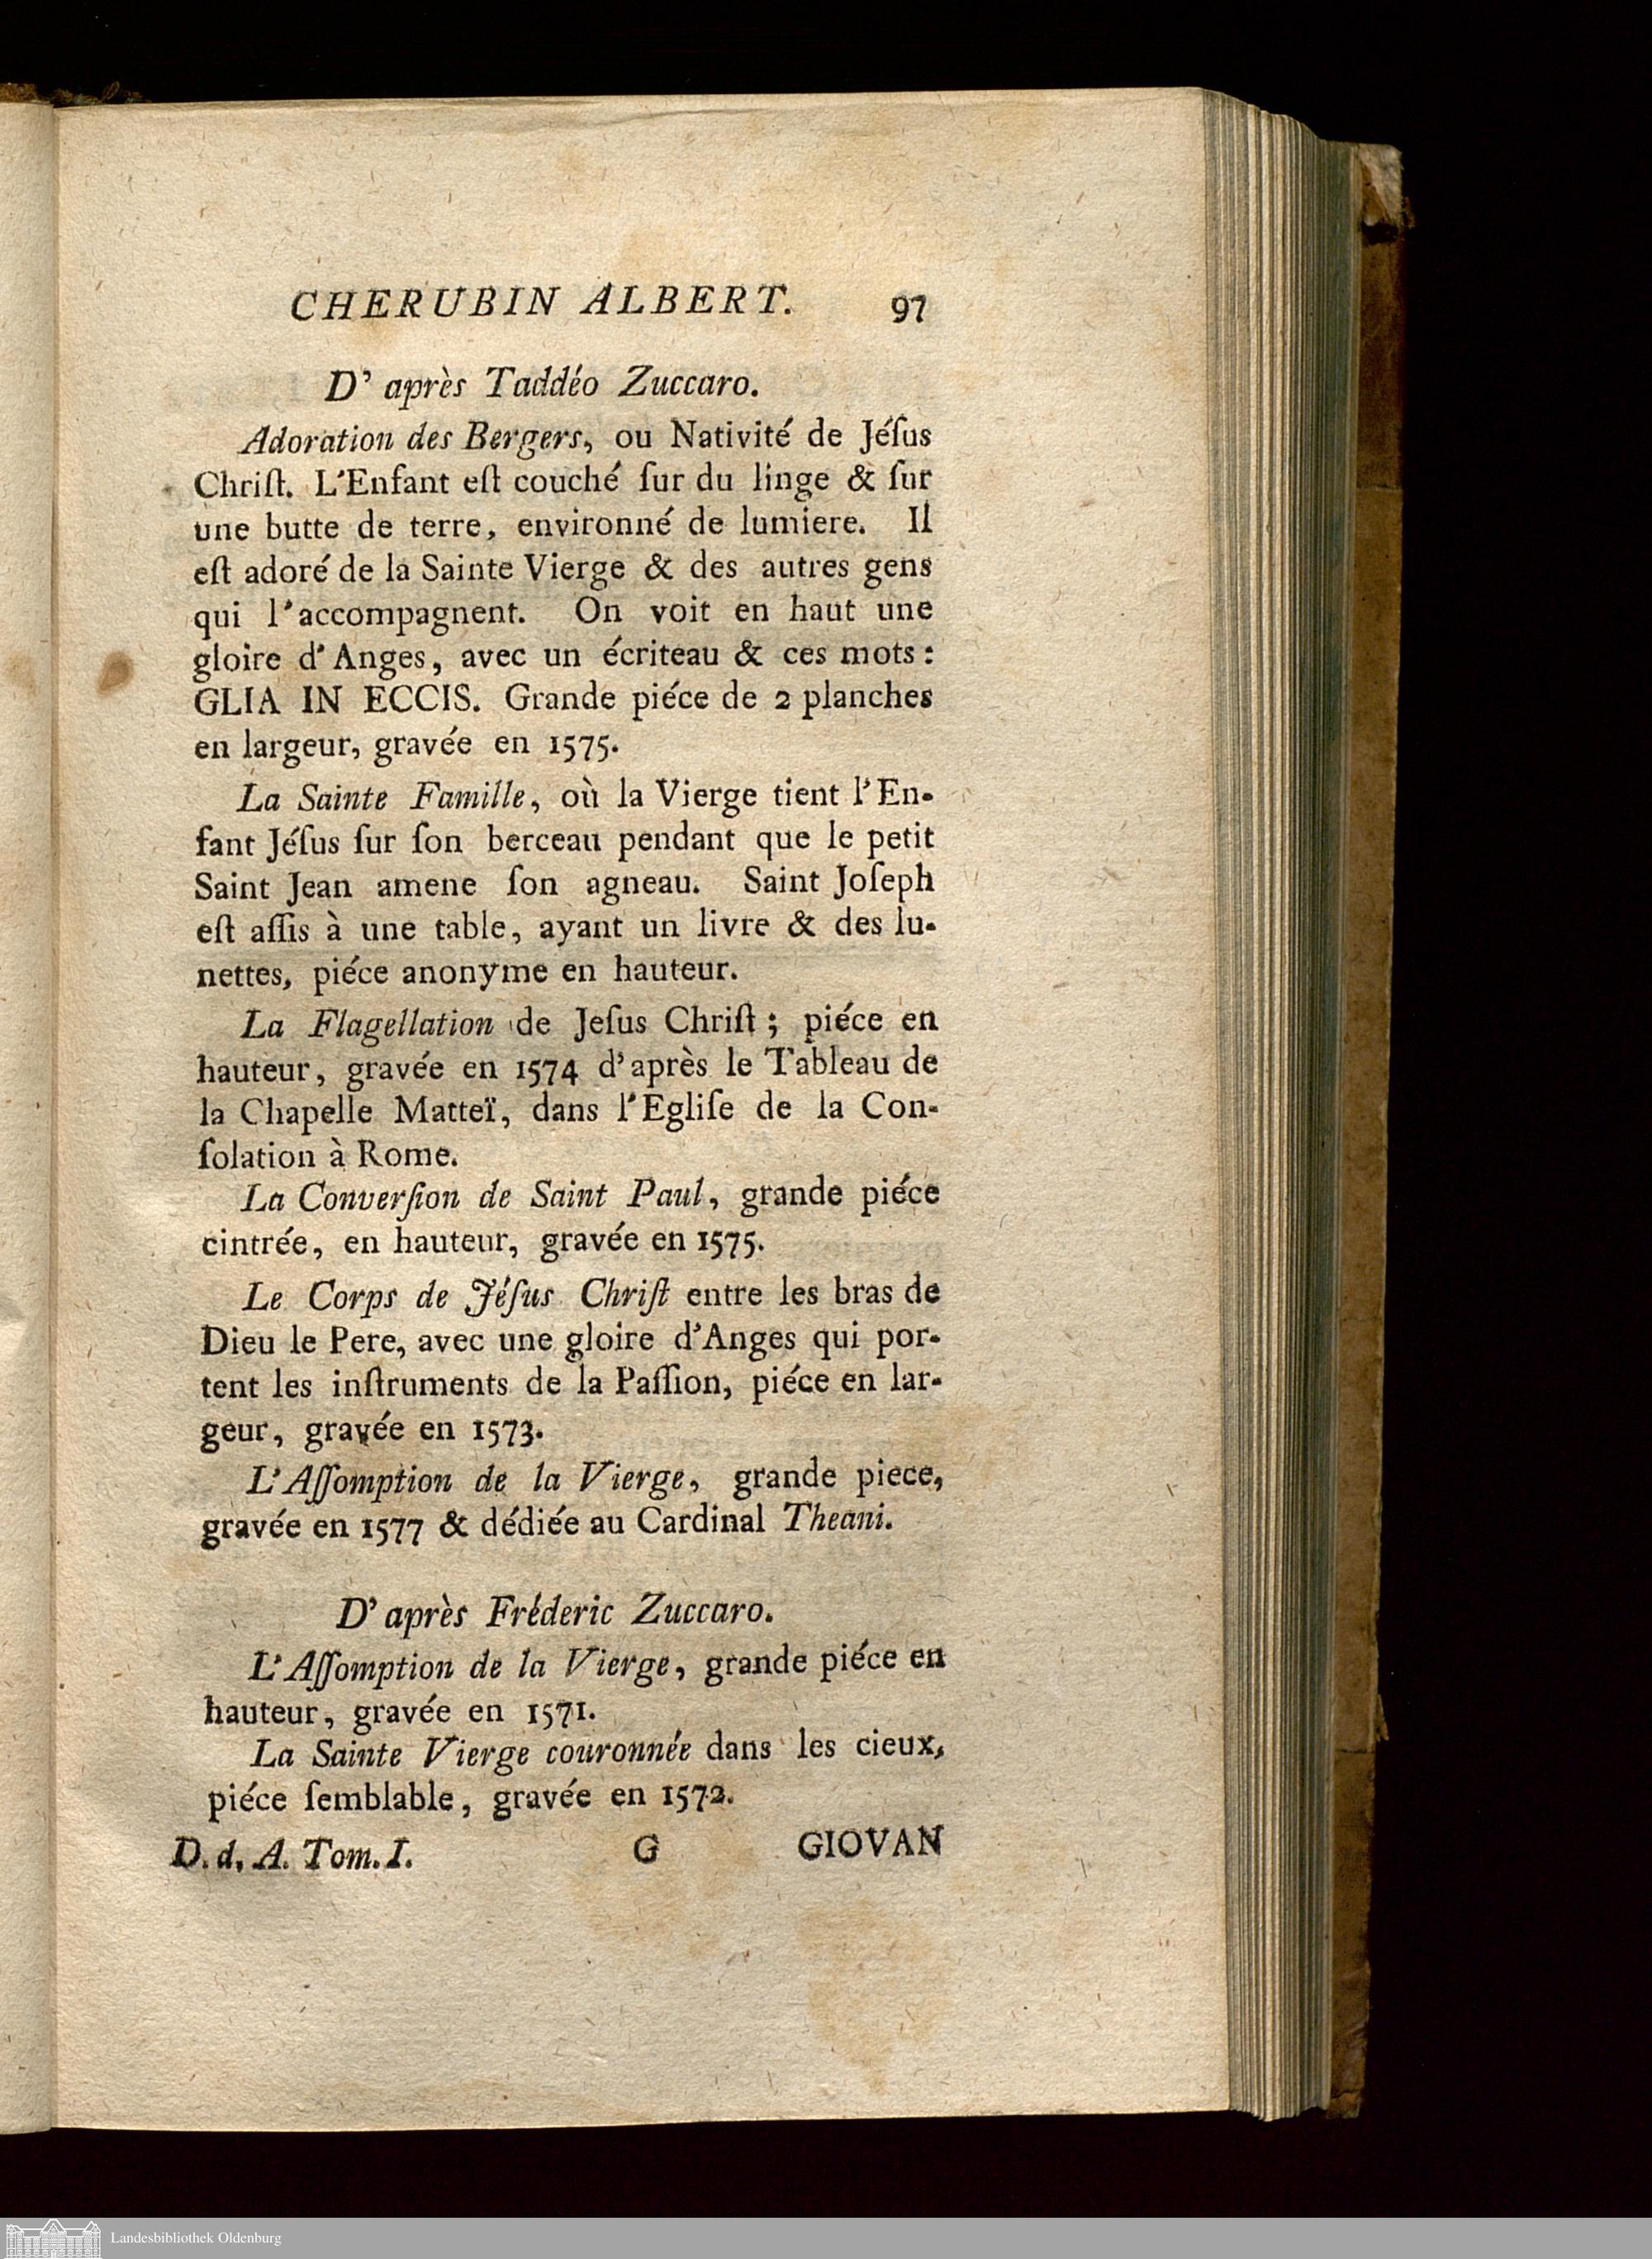 CHERUBIN ALBERT. 97
D' après Taddéo Zuccaro.
Adoration des Bergers, ou Nativité de Jéſus
Chriſt. L'Enfant eſt couché ſur du linge & ſur
une butte de terre, environné de lumiere. Il
eſt adoré de la Sainte Vierge & des autres gens
qui l'accompagnent. On voit en haut une
gloire d'Anges, avec un écriteau & ces mots:
GLIA IN ECCIS. Grande piéce de 2 planches
en largeur, gravée en 1575.
La Sainte Famille, où la Vierge tient l'En-
fant Jéſus ſur ſon berceau pendant que le petit
Saint Jean amene ſon agneau. Saint Joſeph
eſt aſſis à une table, ayant un livre & des lu-
nettes, piéce anonyme en hauteur.
La Flagellation de Jeſus Chriſt; piéce en
hauteur, gravée en 1574 d'après le Tableau de
la Chapelle Matteï, dans l'Egliſe de la Con-
ſolation à Rome.
La Converſion de Saint Paul, grande piéce
cintrée, en hauteur, gravée en 1575.
Le Corps de Jéſus Chriſt entre les bras de
Dieu le Pere, avec une gloire d'Anges qui por-
tent les inſtruments de la Paſſion, piéce en lar-
geur, gravée en 1573.
L'Aſſomption de la Vierge, grande piece,
gravée en 1577 & dédiée au Cardinal Theani.
D'après Fréderic Zuccaro.
L'Aſſomption de la Vierge, grande piéce en
hauteur, gravée en 1571.
La Sainte Vierge couronnée dans les cieux,
piéce ſemblable, gravée en 1572.
D. d. A. Tom. I. G GIOVAN
Landesbibliothek Oldenburg